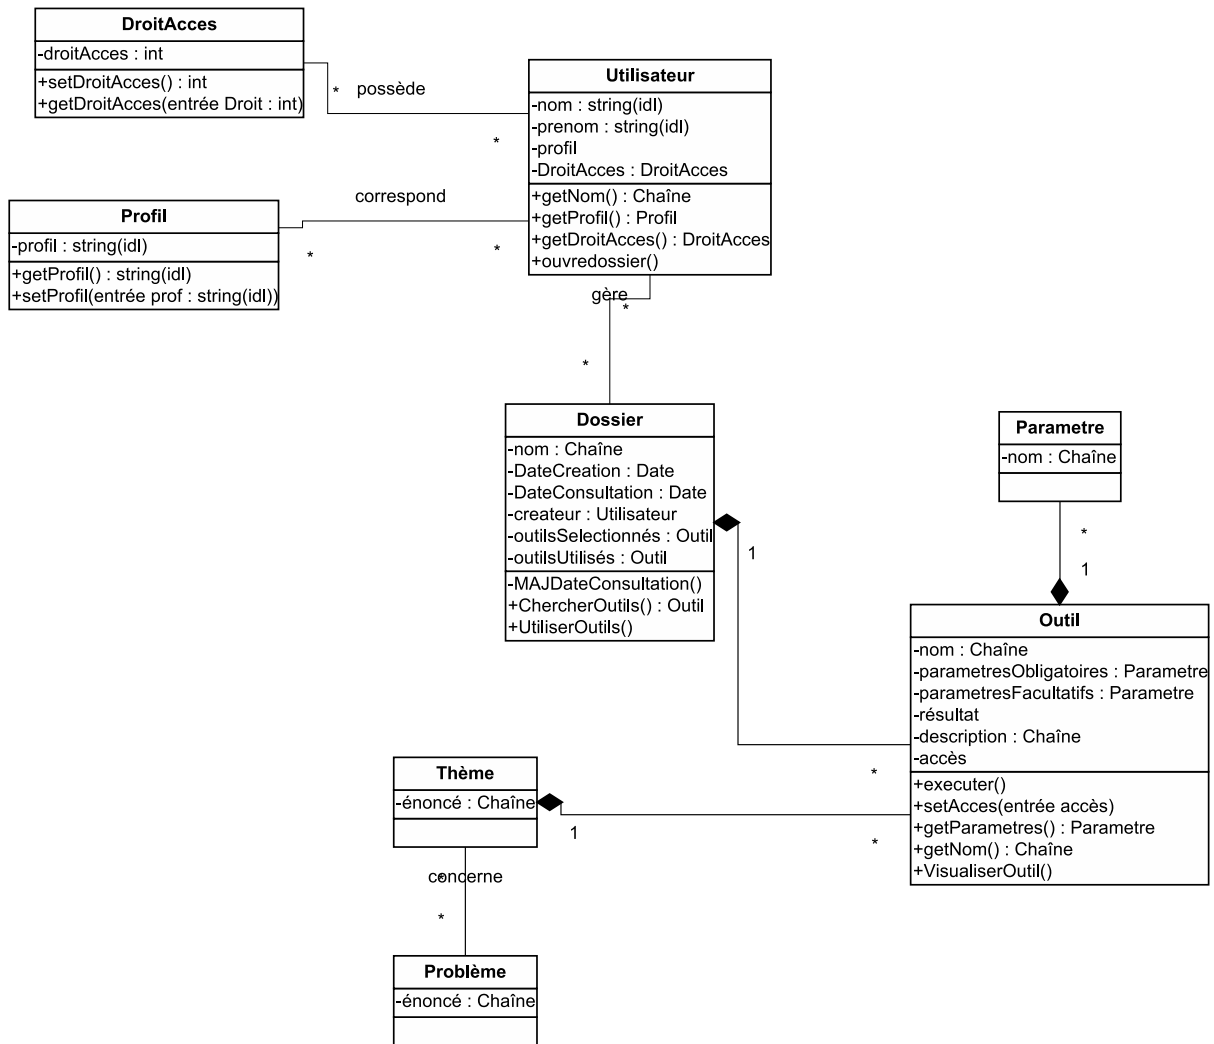 DroitAcces
-droitAcces : int
+setDroitAcces() : int
+getDroitAcces(entrée Droit : int)
* possède
*
Utilisateur
-nom : string(idl)
-prenom : string(idl)
-profil
-DroitAcces : DroitAcces
+getNom() : Chaîne
+getProfil() : Profil
+getDroitAcces() : DroitAcces
+ouvredossier()
correspond
*
*
Profil
-profil : string(idl)
+getProfil() : string(idl)
+setProfil(entrée prof : string(idl))
gère
*
*
Dossier
-nom : Chaîne
-DateCreation : Date
-DateConsultation : Date
-createur : Utilisateur
-outilsSelectionnés : Outil
-outilsUtilisés : Outil
-MAJDateConsultation()
+ChercherOutils() : Outil
+UtiliserOutils()
1
*
Parametre
-nom : Chaîne
*
1
Outil
-nom : Chaîne
-parametresObligatoires : Parametre
-parametresFacultatifs : Parametre
-résultat
-description : Chaîne
-accès
+executer()
+setAcces(entrée accès)
+getParametres() : Parametre
+getNom() : Chaîne
+VisualiserOutil()
Thème
-énoncé : Chaîne
1
*
concerne
*
*
Problème
-énoncé : Chaîne